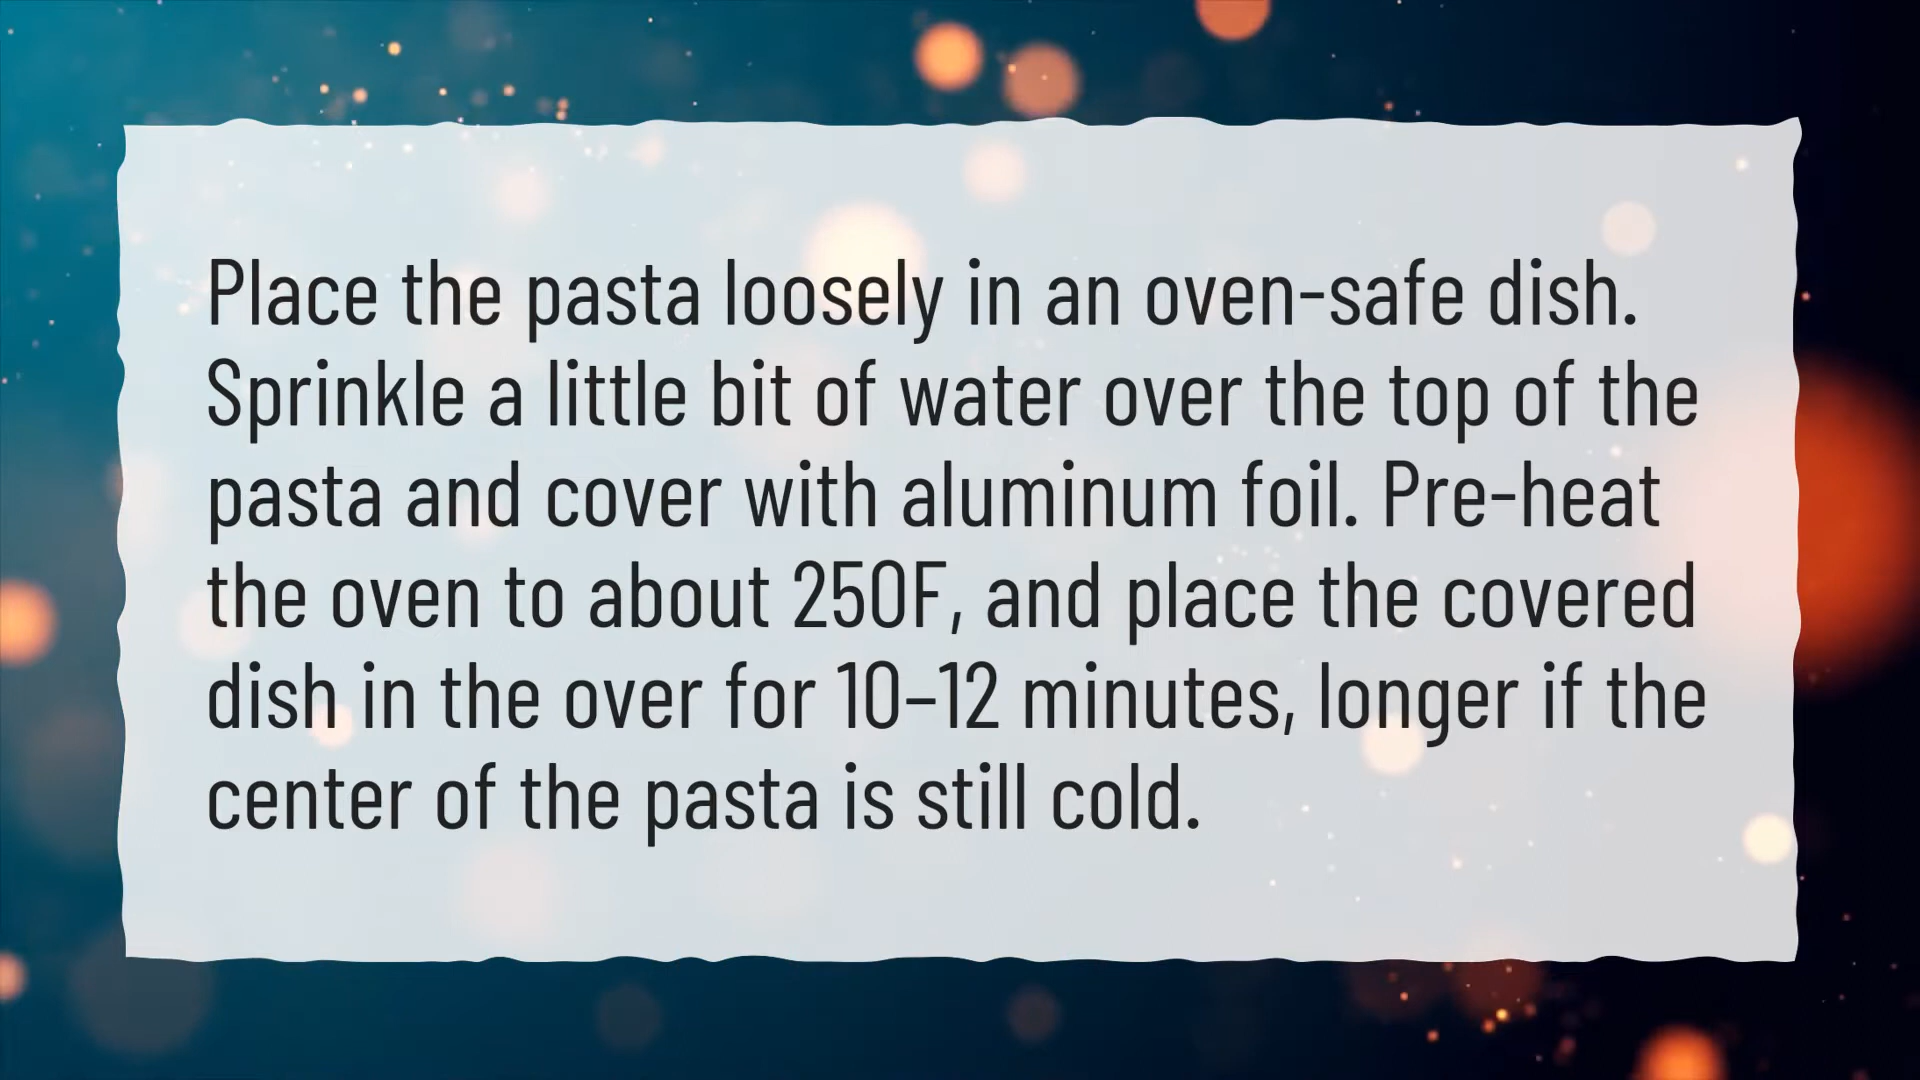 Place the pasta loosely in an oven-safe dish.
Sprinkle a little bit of water over the top of the
pasta and cover with aluminum foil. Pre-heat
the oven to about 250F, and place the covered
dish in the over for 10–12 minutes, longer if the
center of the pasta is still cold.